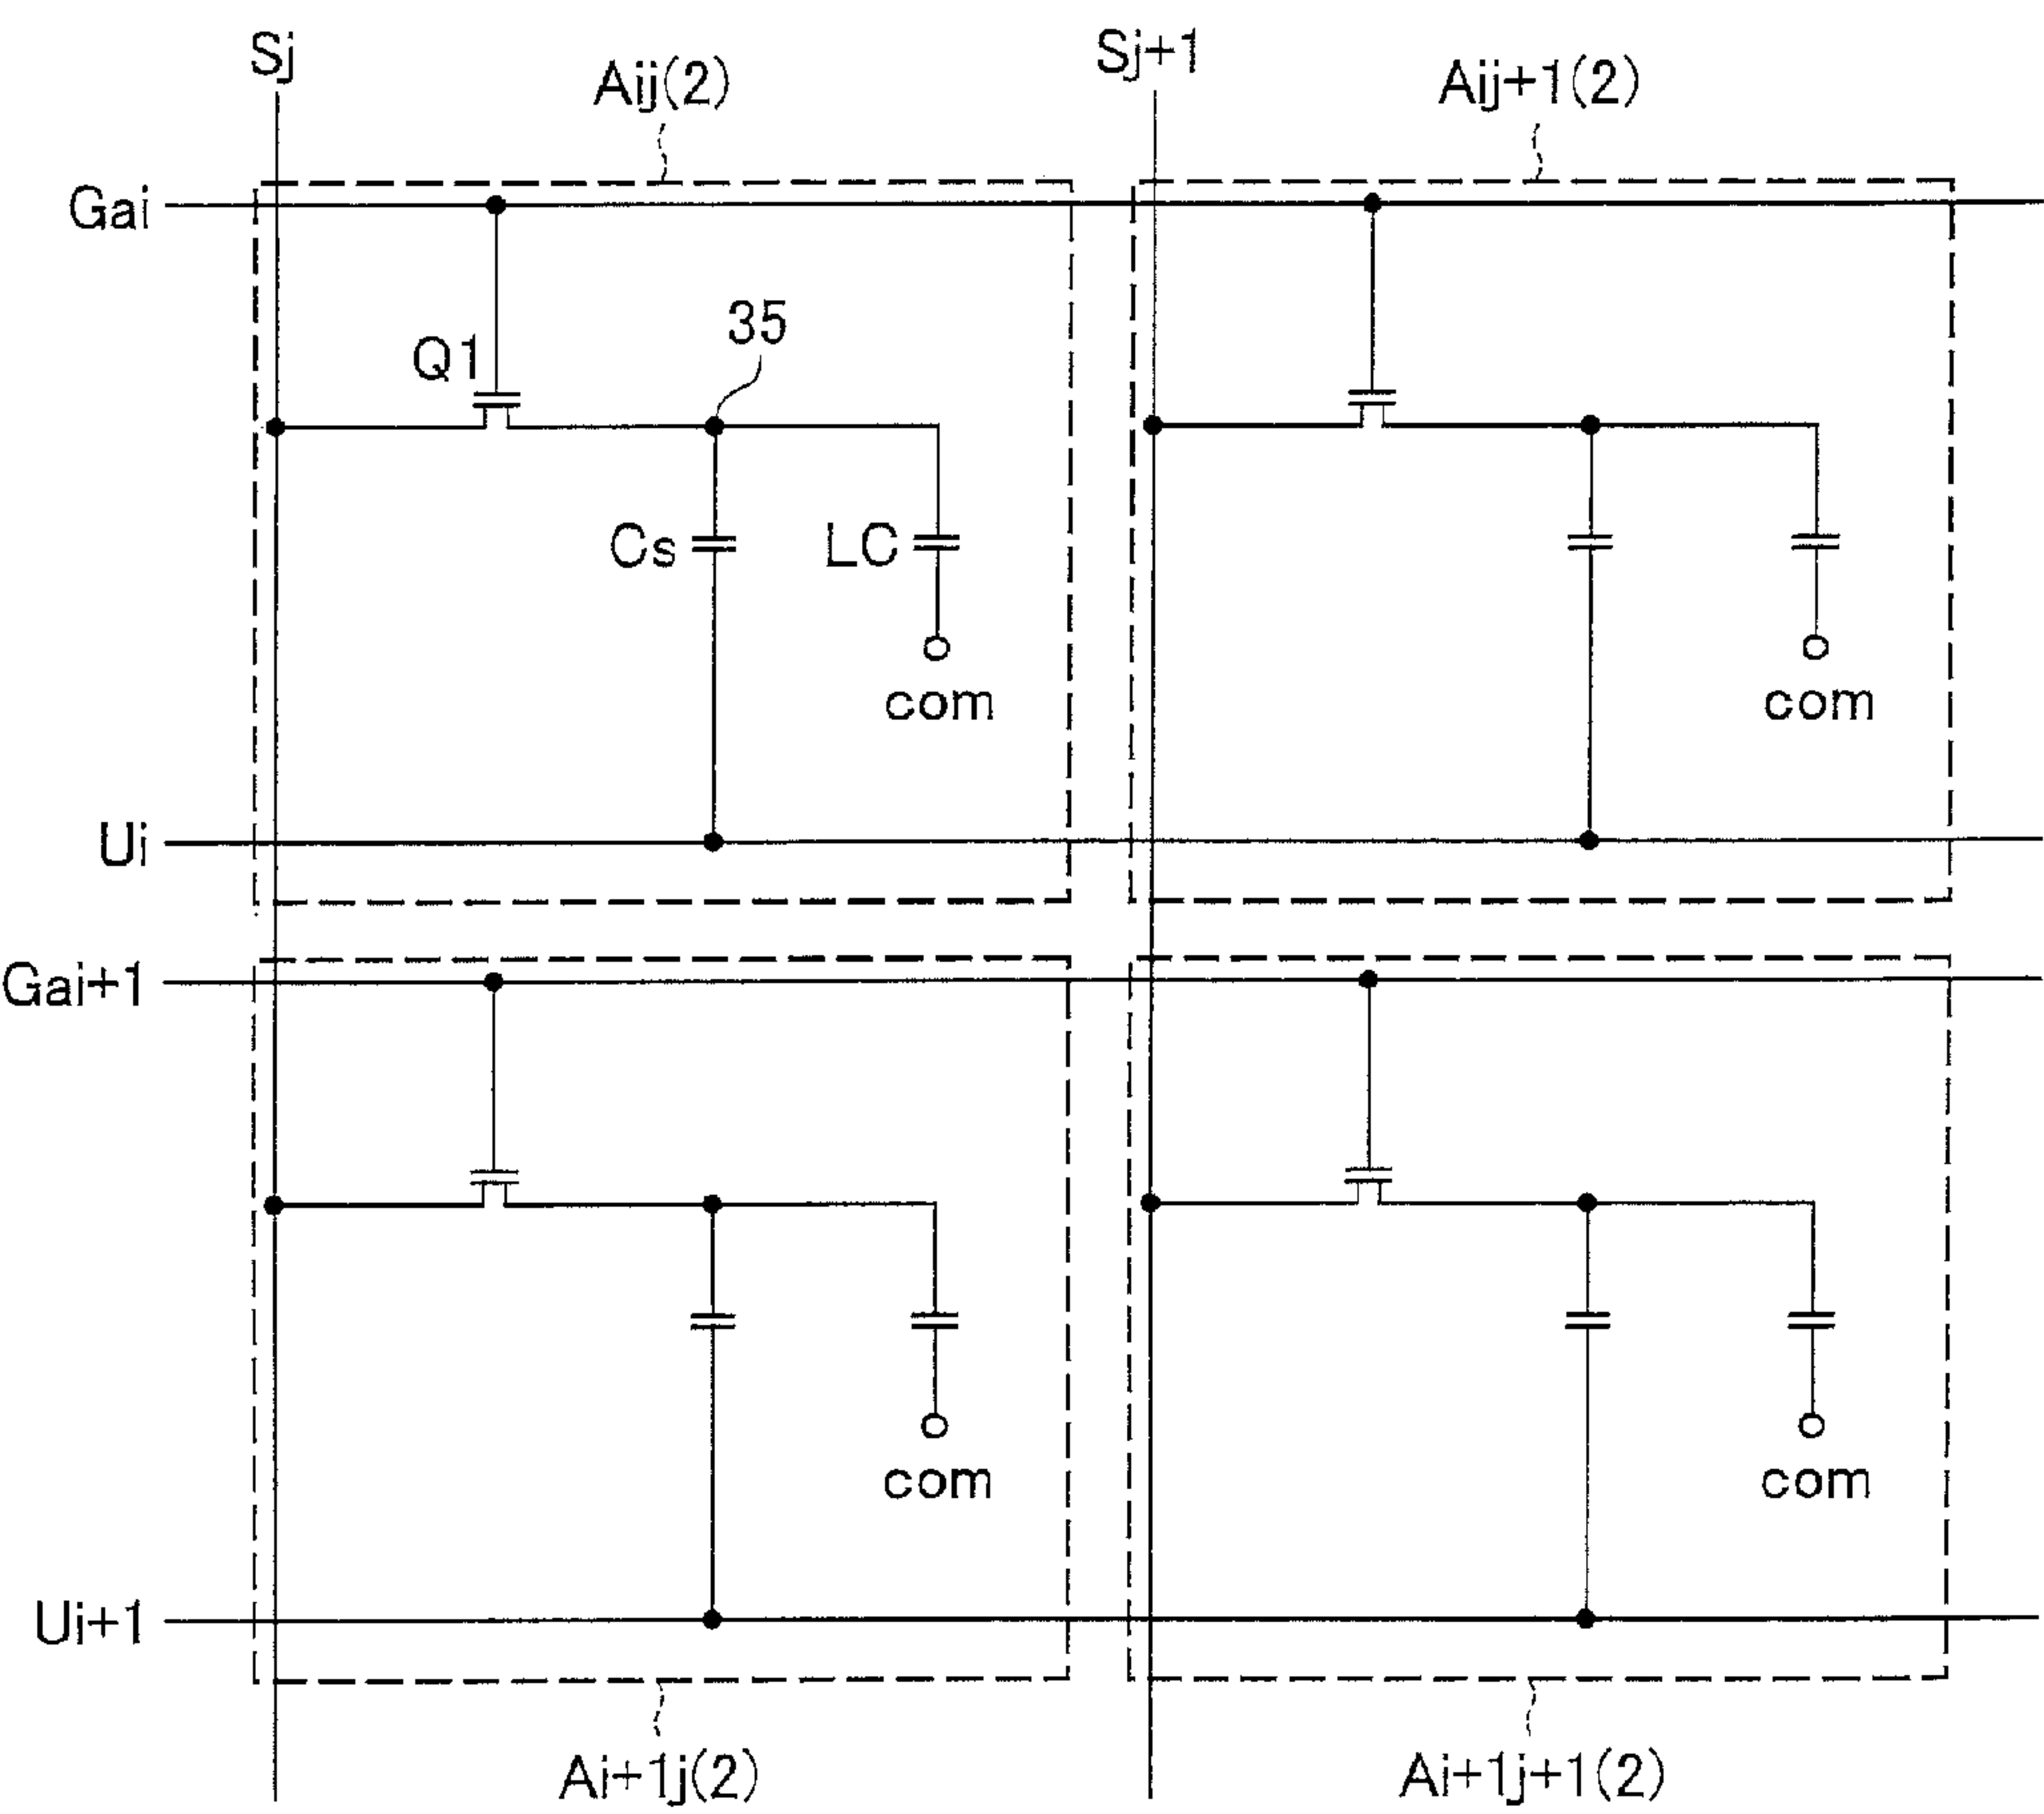 Sj
Sj+1
Aij(2)
Aij+1(2)
Gai
35
Q1
Cs
LC
com
com
Ui
Gai+1
com
com
Ui+1
Ai+1j(2)
Ai+1j+1(2)